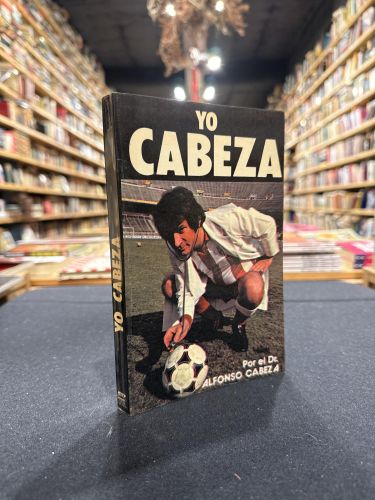 YO
CABEZA
YO CABEZA
Por el Dr.
ALFONSO CABEZA